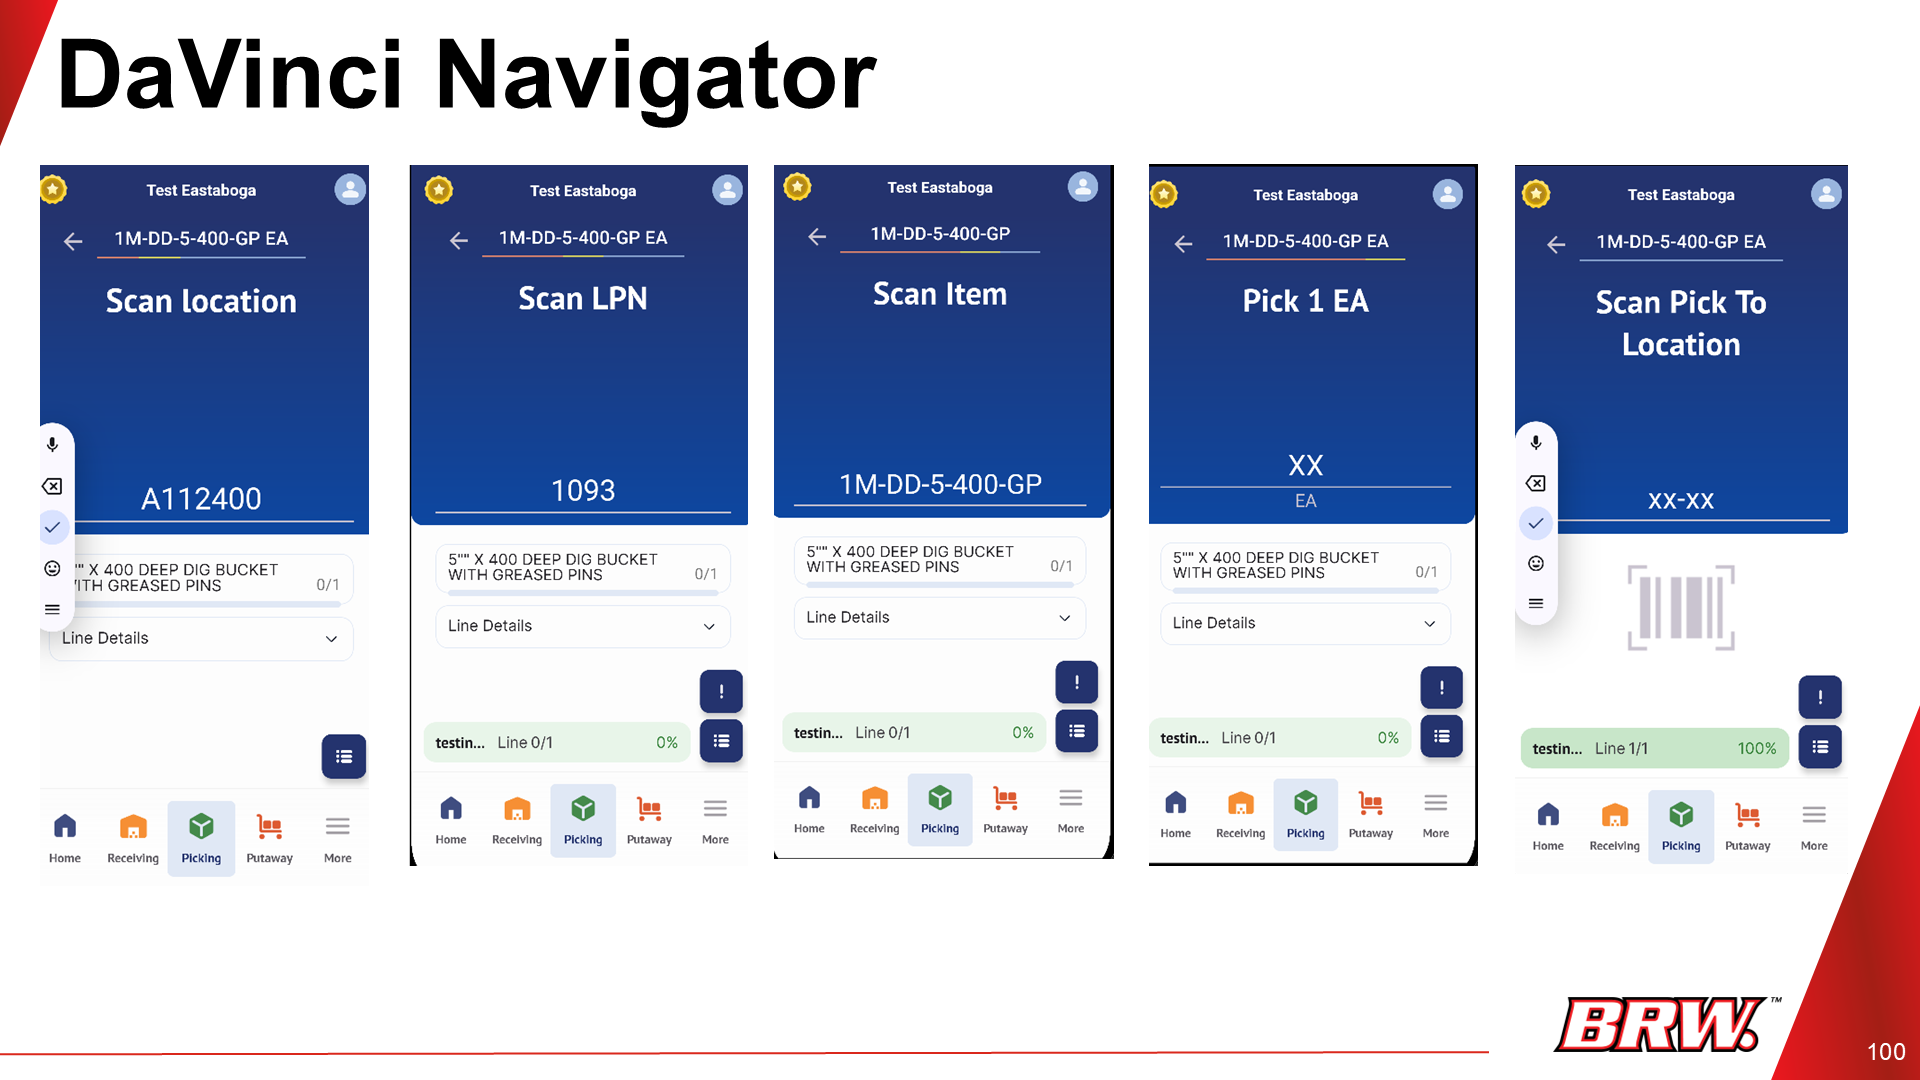 DaVinci Navigator
Test Eastaboga
1M-DD-5-400-GP EA
Scan location
A112400
"" X 400 DEEP DIG BUCKET
WITH GREASED PINS
0/1
Line Details
Home
Receiving
Picking
Putaway
More
Test Eastaboga
1M-DD-5-400-GP EA
Scan LPN
1093
5"" X 400 DEEP DIG BUCKET
WITH GREASED PINS
0/1
Line Details
!
testin... Line 0/1 0%
Home
Receiving
Picking
Putaway
More
Test Eastaboga
1M-DD-5-400-GP
Scan Item
1M-DD-5-400-GP
5"" X 400 DEEP DIG BUCKET
WITH GREASED PINS
0/1
Line Details
!
testin... Line 0/1 0%
Home
Receiving
Picking
Putaway
More
Test Eastaboga
1M-DD-5-400-GP EA
Pick 1 EA
XX
EA
5"" X 400 DEEP DIG BUCKET
WITH GREASED PINS
0/1
Line Details
!
testin... Line 0/1 0%
Home
Receiving
Picking
Putaway
More
Test Eastaboga
1M-DD-5-400-GP EA
Scan Pick To
Location
XX-XX
!
testin... Line 1/1 100%
Home
Receiving
Picking
Putaway
More
BRW. ™
100